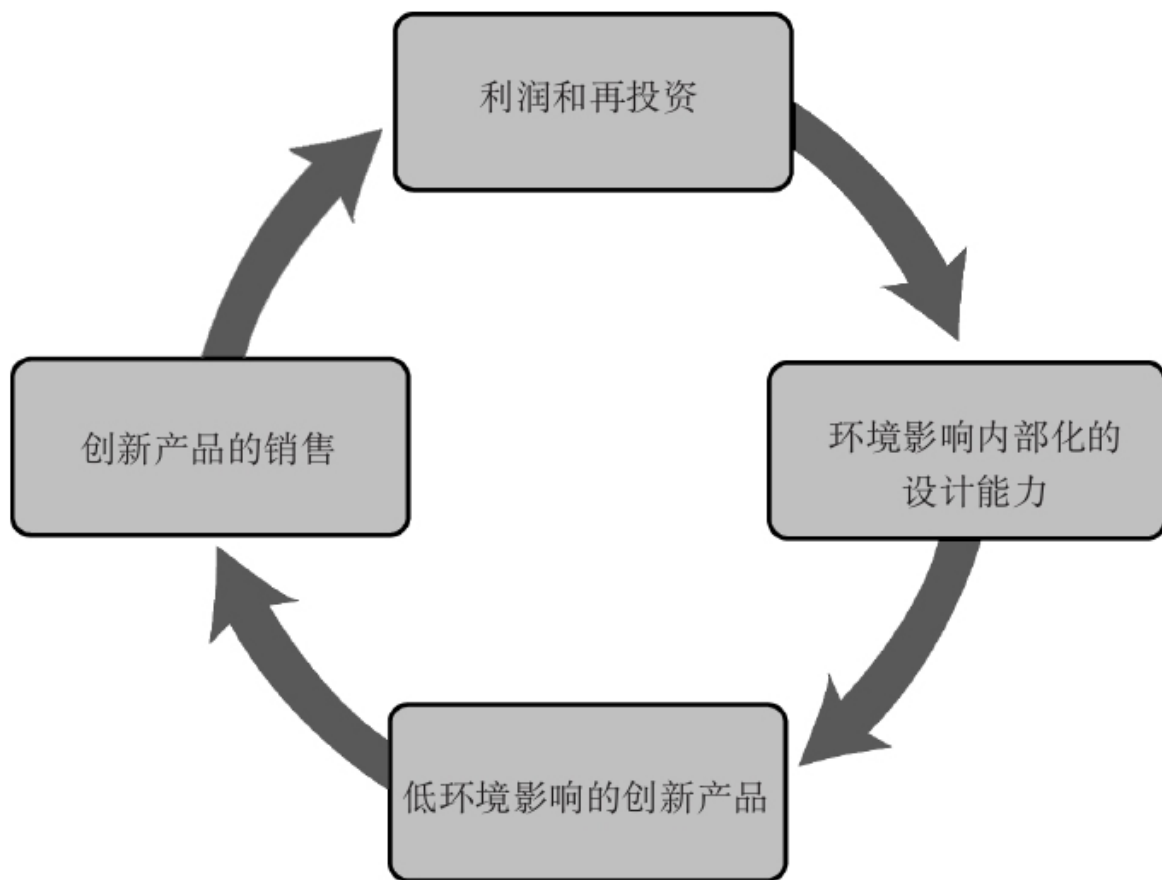 利润和再投资
创新产品的销售
环境影响内部化的
设计能力
低环境影响的创新产品